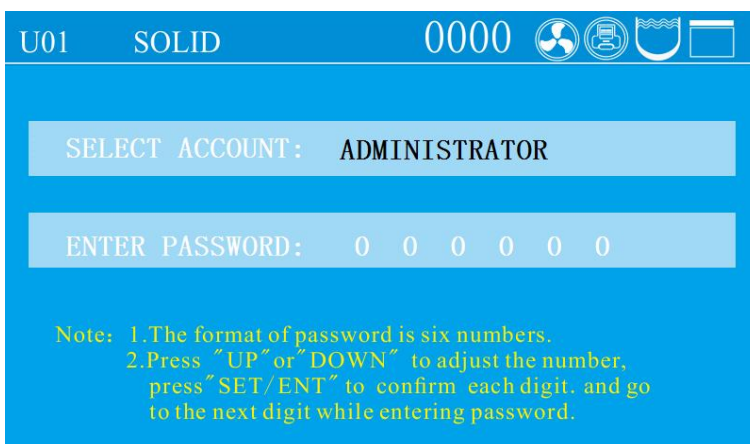 U01 SOLID 0000
SELECT ACCOUNT: ADMINISTRATOR
ENTER PASSWORD: 0 0 0 0 0 0
Note: 1.The format of password is six numbers.
2.Press "UP"or"DOWN" to adjust the number,
press"SET/ENT"to confirm each digit. and go
to the next digit while entering password.